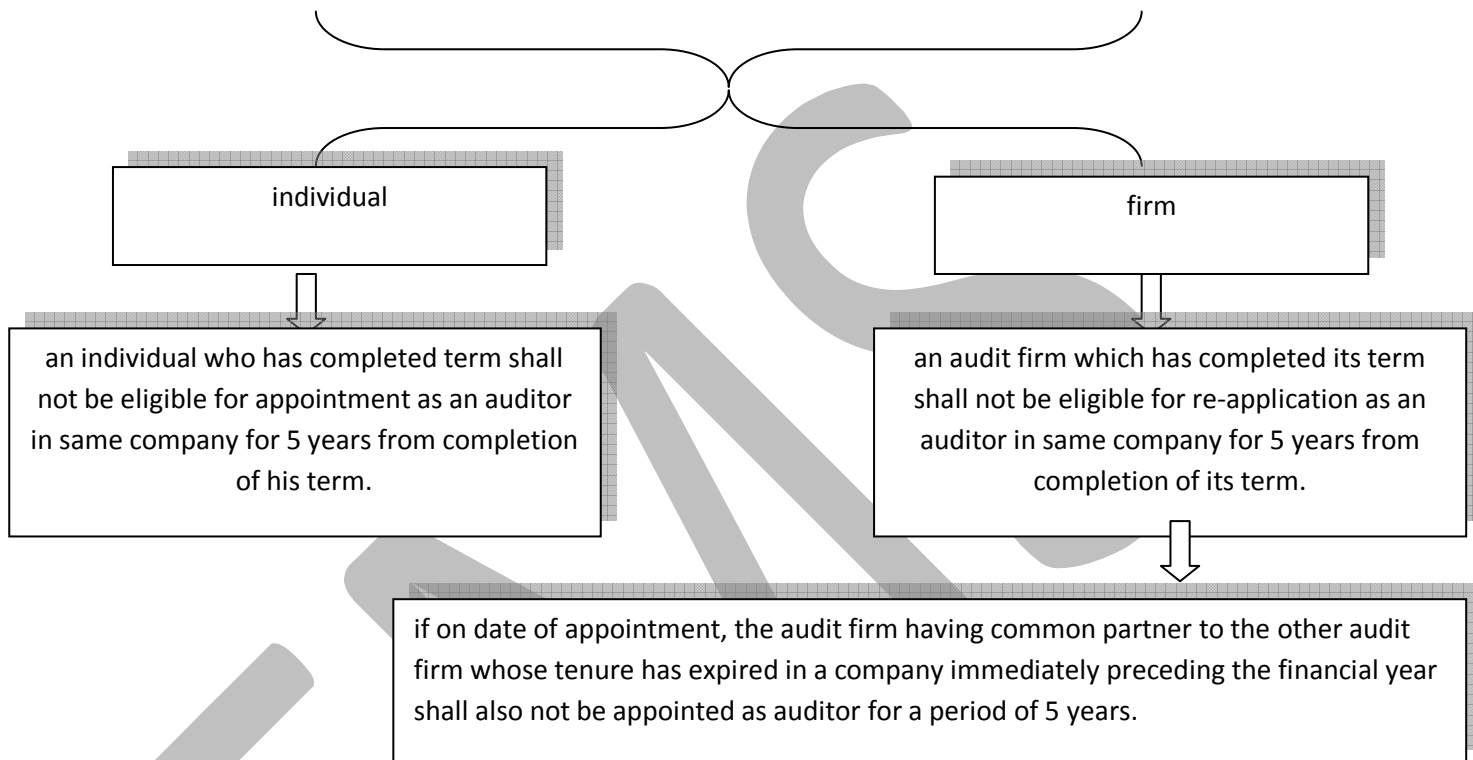 individual
firm
an individual who has completed term shall
not be eligible for appointment as an auditor
in same company for 5 years from completion
of his term.
an audit firm which has completed its term
shall not be eligible for re-application as an
auditor in same company for 5 years from
completion of its term.
if on date of appointment, the audit firm having common partner to the other audit
firm whose tenure has expired in a company immediately preceding the financial year
shall also not be appointed as auditor for a period of 5 years.